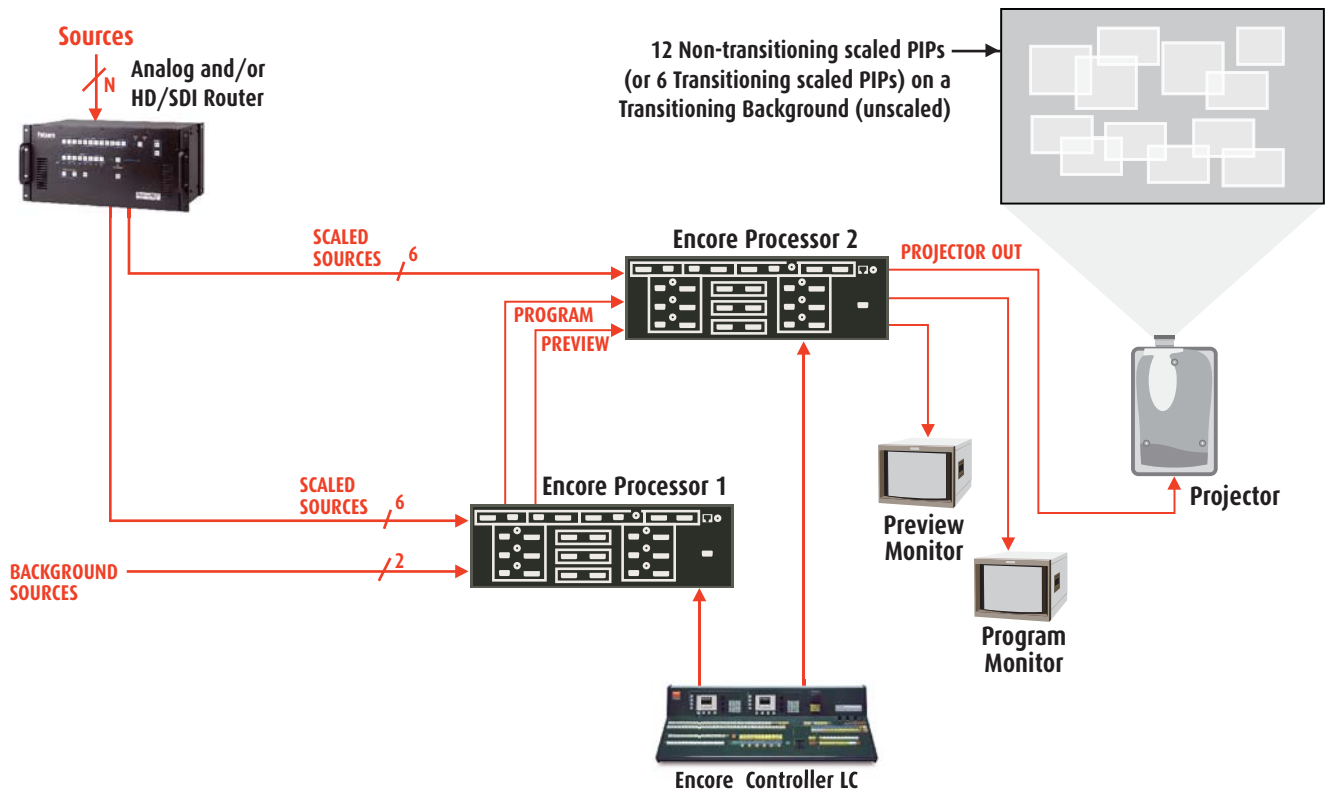 Sources
N
Analog and/or
HD/SDI Router
12 Non-transitioning scaled PIPs
(or 6 Transitioning scaled PIPs) on a
Transitioning Background (unscaled)
SCALED
SOURCES
6
Encore Processor 2
PROJECTOR OUT
PROGRAM
PREVIEW
SCALED
SOURCES
6
Encore Processor 1
BACKGROUND
SOURCES
2
Preview
Monitor
Program
Monitor
Projector
Encore Controller LC